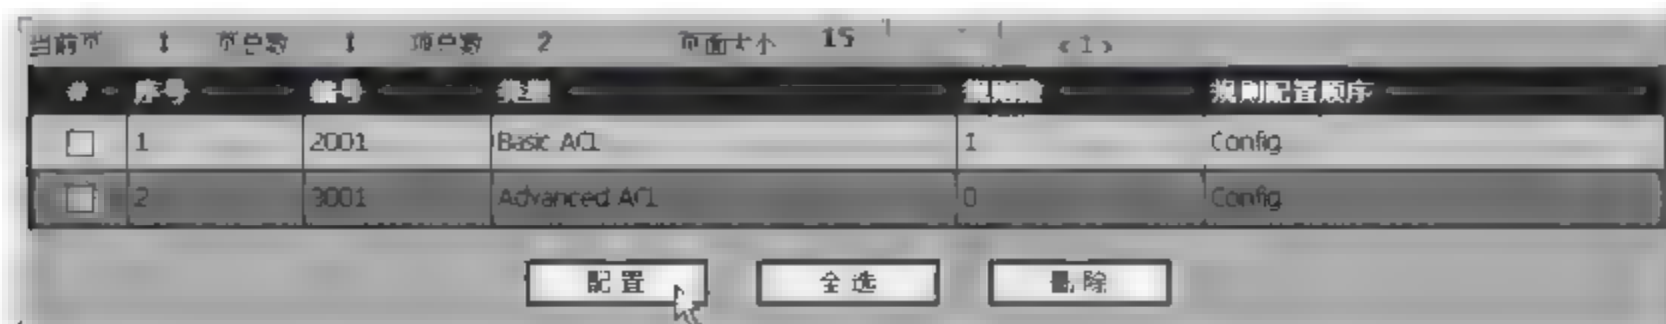 当前页 1 页总数 1 项总数 2 页面大小 15 <1>
# 序号 编号 类型 规则数 规则配置顺序
1 2001 Basic ACL 1 Config
2 3001 Advanced ACL 0 Config
配置 全选 删除